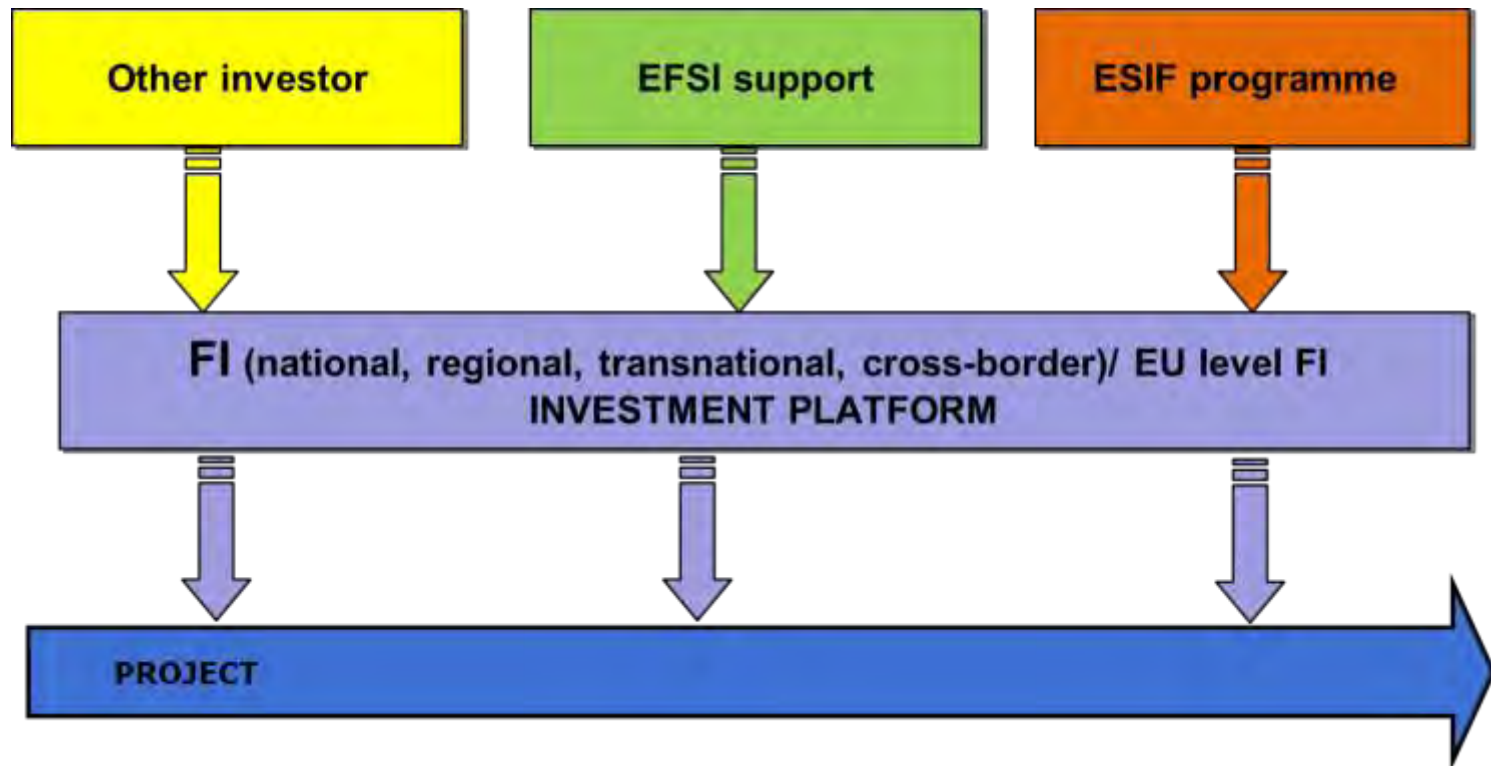 Other investor
EFSI support
ESIF programme
FI (national, regional, transnational, cross-border)/ EU level FI
INVESTMENT PLATFORM
PROJECT